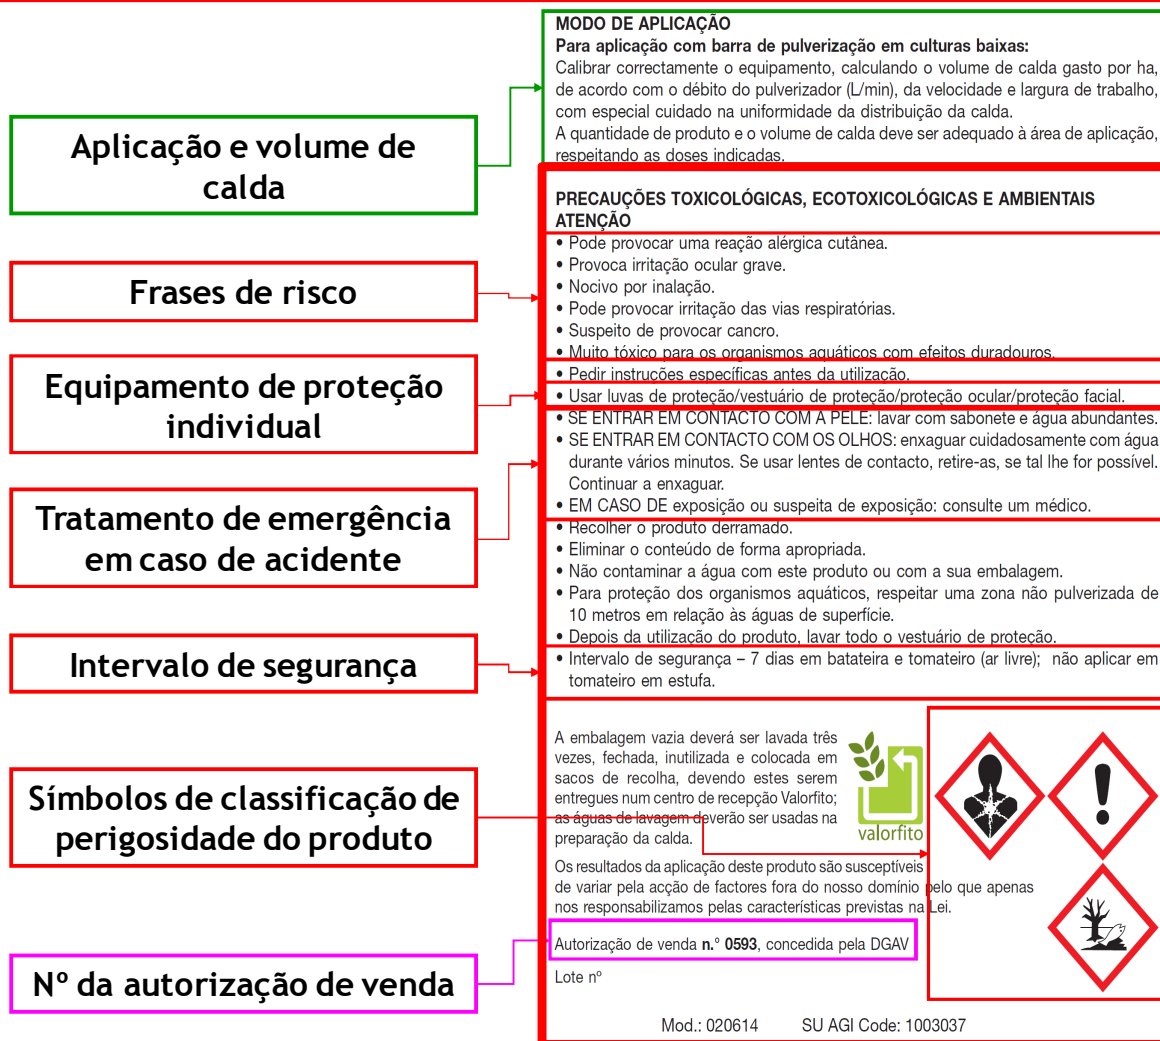 Aplicação e volume de
calda
Frases de risco
Equipamento de proteção
individual
Tratamento de emergência
em caso de acidente
Intervalo de segurança
Símbolos de classificação de
perigosidade do produto
Nº da autorização de venda
MODO DE APLICAÇÃO
Para aplicação com barra de pulverização em culturas baixas:
Calibrar correctamente o equipamento, calculando o volume de calda gasto por ha,
de acordo com o débito do pulverizador (L/min), da velocidade e largura de trabalho,
com especial cuidado na uniformidade da distribuição da calda.
A quantidade de produto e o volume de calda deve ser adequado à área de aplicação,
respeitando as doses indicadas.
PRECAUÇÕES TOXICOLÓGICAS, ECOTOXICOLÓGICAS E AMBIENTAIS
ATENÇÃO
• Pode provocar uma reação alérgica cutânea.
• Provoca irritação ocular grave.
• Nocivo por inalação.
• Pode provocar irritação das vias respiratórias.
• Suspeito de provocar cancro.
• Muito tóxico para os organismos aquáticos com efeitos duradouros.
• Pedir instruções específicas antes da utilização.
• Usar luvas de proteção/vestuário de proteção/proteção ocular/proteção facial.
• SE ENTRAR EM CONTACTO COM A PELE: lavar com sabonete e água abundantes.
• SE ENTRAR EM CONTACTO COM OS OLHOS: enxaguar cuidadosamente com água
durante vários minutos. Se usar lentes de contacto, retire-as, se tal lhe for possível.
Continuar a enxaguar.
• EM CASO DE exposição ou suspeita de exposição: consulte um médico.
• Recolher o produto derramado.
• Eliminar o conteúdo de forma apropriada.
• Não contaminar a água com este produto ou com a sua embalagem.
• Para proteção dos organismos aquáticos, respeitar uma zona não pulverizada de
10 metros em relação às águas de superfície.
• Depois da utilização do produto, lavar todo o vestuário de proteção.
• Intervalo de segurança – 7 dias em batateira e tomateiro (ar livre); não aplicar em
tomateiro em estufa.
A embalagem vazia deverá ser lavada três
vezes, fechada, inutilizada e colocada em
sacos de recolha, devendo estes serem
entregues num centro de recepção Valorfito;
as águas de lavagem deverão ser usadas na
preparação da calda.
valorfito
Os resultados da aplicação deste produto são susceptíveis
de variar pela acção de factores fora do nosso domínio pelo que apenas
nos responsabilizamos pelas características previstas na Lei.
Autorização de venda n.° 0593, concedida pela DGAV
Lote nº
Mod.: 020614 SU AGI Code: 1003037